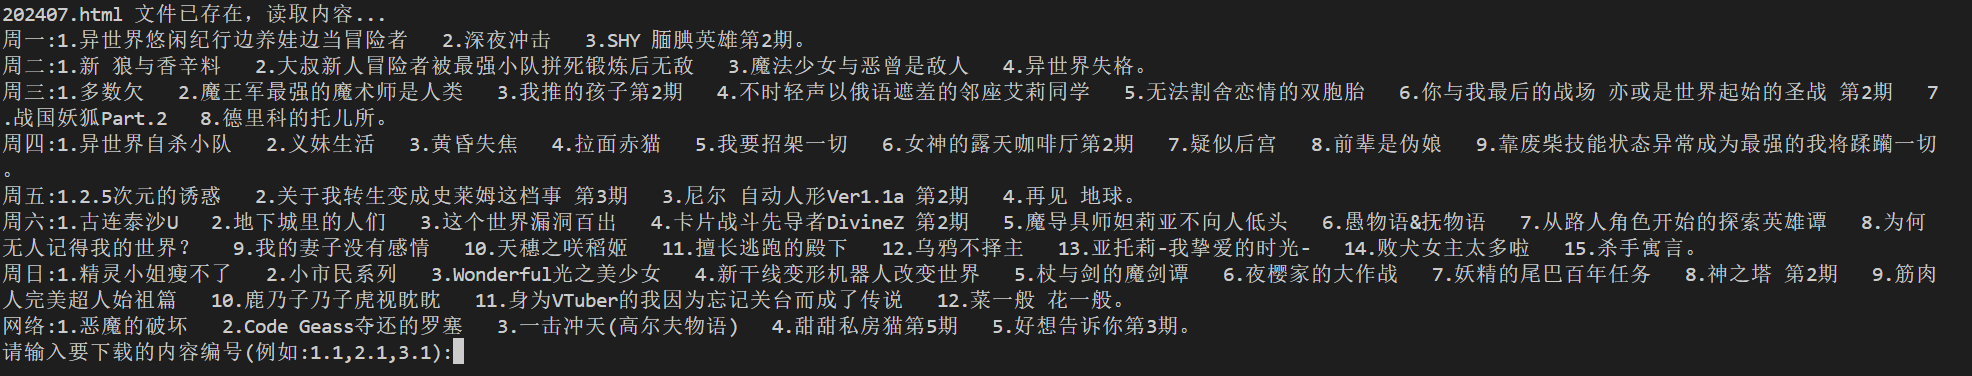 202407.html 文件已存在，读取内容...
周一:1.异世界悠闲纪行边养娃边当冒险者 2.深夜冲击 3.SHY 腼腆英雄第2期。
周二:1.新 狼与香辛料 2.大叔新人冒险者被最强小队拼死锻炼后无敌 3.魔法少女与恶曾是敌人 4.异世界失格。
周三:1.多数欠 2.魔王军最强的魔术师是人类 3.我推的孩子第2期 4.不时轻声以俄语遮羞的邻座艾莉同学 5.无法割舍恋情的双胞胎 6.你与我最后的战场 亦或是世界起始的圣战 第2期 7
.战国妖狐Part.2 8.德里科的托儿所。
周四:1.异世界自杀小队 2.义妹生活 3.黄昏失焦 4.拉面赤猫 5.我要招架一切 6.女神的露天咖啡厅第2期 7.疑似后宫 8.前辈是伪娘 9.靠废柴技能状态异常成为最强的我将蹂躏一切
。
周五:1.2.5次元的诱惑 2.关于我转生变成史莱姆这档事 第3期 3.尼尔 自动人形Ver1.1a 第2期 4.再见 地球。
周六:1.古连泰沙U 2.地下城里的人们 3.这个世界漏洞百出 4.卡片战斗先导者DivineZ 第2期 5.魔导具师妲莉亚不向人低头 6.愚物语&抚物语 7.从路人角色开始的探索英雄谭 8.为何
无人记得我的世界？ 9.我的妻子没有感情 10.天穗之咲稻姬 11.擅长逃跑的殿下 12.乌鸦不择主 13.亚托莉-我挚爱的时光- 14.败犬女主太多啦 15.杀手寓言。
周日:1.精灵小姐瘦不了 2.小市民系列 3.Wonderful光之美少女 4.新干线变形机器人改变世界 5.杖与剑的魔剑谭 6.夜樱家的大作战 7.妖精的尾巴百年任务 8.神之塔 第2期 9.筋肉
人完美超人始祖篇 10.鹿乃子乃子虎视眈眈 11.身为VTuber的我因为忘记关台而成了传说 12.菜一般 花一般。
网络:1.恶魔的破坏 2.Code Geass夺还的罗塞 3.一击冲天(高尔夫物语) 4.甜甜私房猫第5期 5.好想告诉你第3期。
请输入要下载的内容编号(例如:1.1,2.1,3.1):